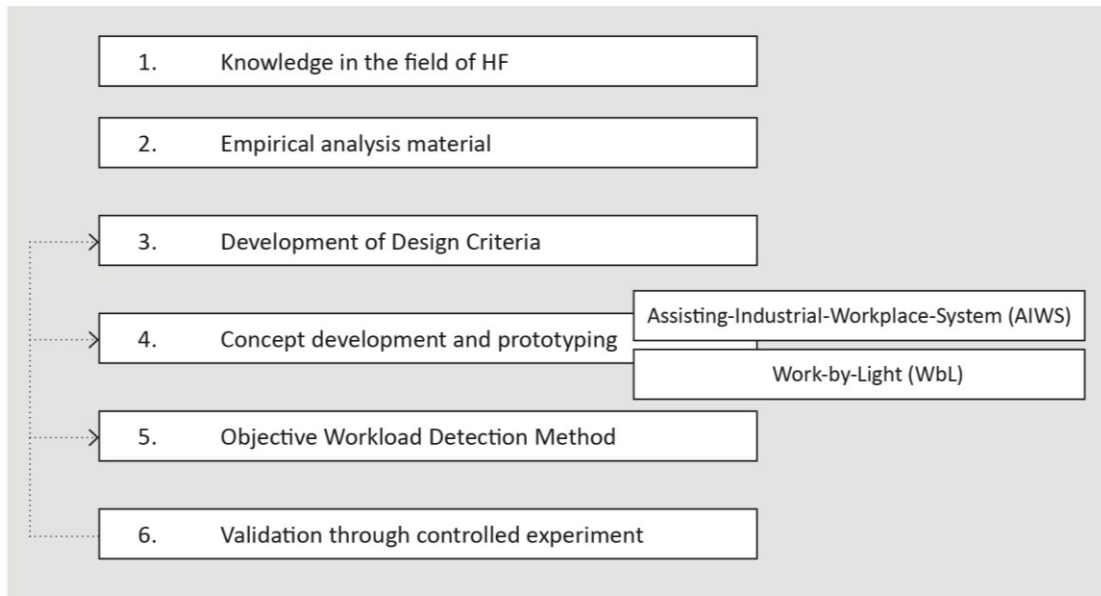 1. Knowledge in the field of HF
2. Empirical analysis material
3. Development of Design Criteria
4. Concept development and prototyping
Assisting-Industrial-Workplace-System (AIWS)
Work-by-Light (WbL)
5. Objective Workload Detection Method
6. Validation through controlled experiment